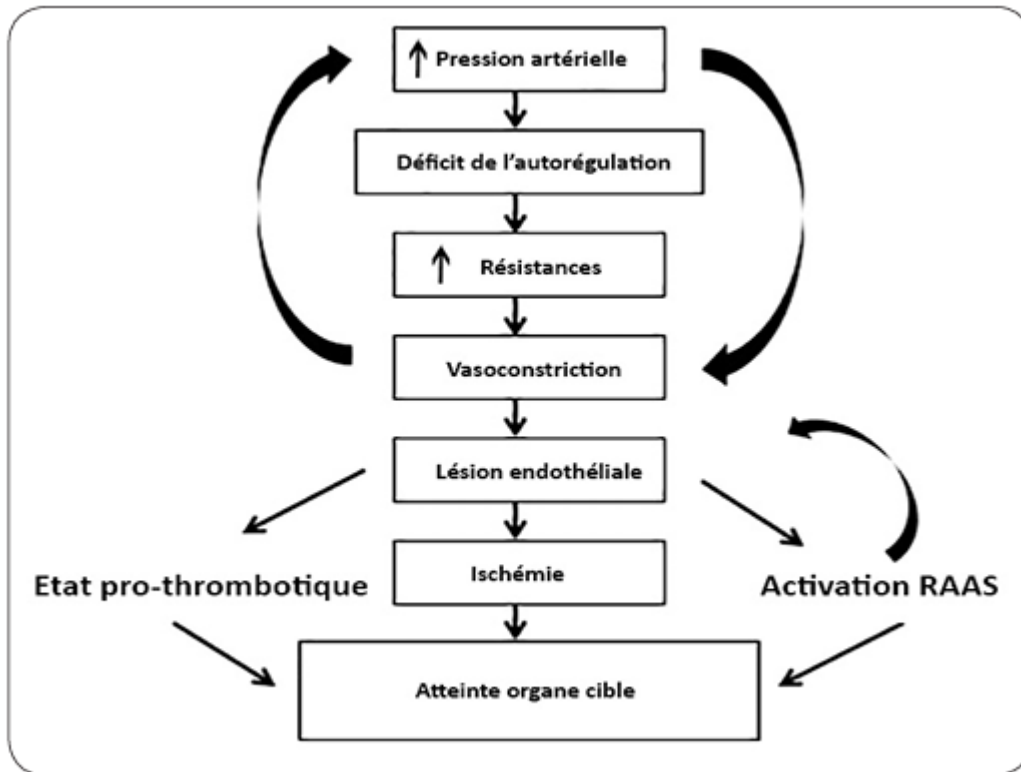 ↑ Pression artérielle
Déficit de l'autorégulation
↑ Résistances
Vasoconstriction
Lésion endothéliale
Etat pro-thrombotique
Ischémie
Activation RAAS
Atteinte organe cible